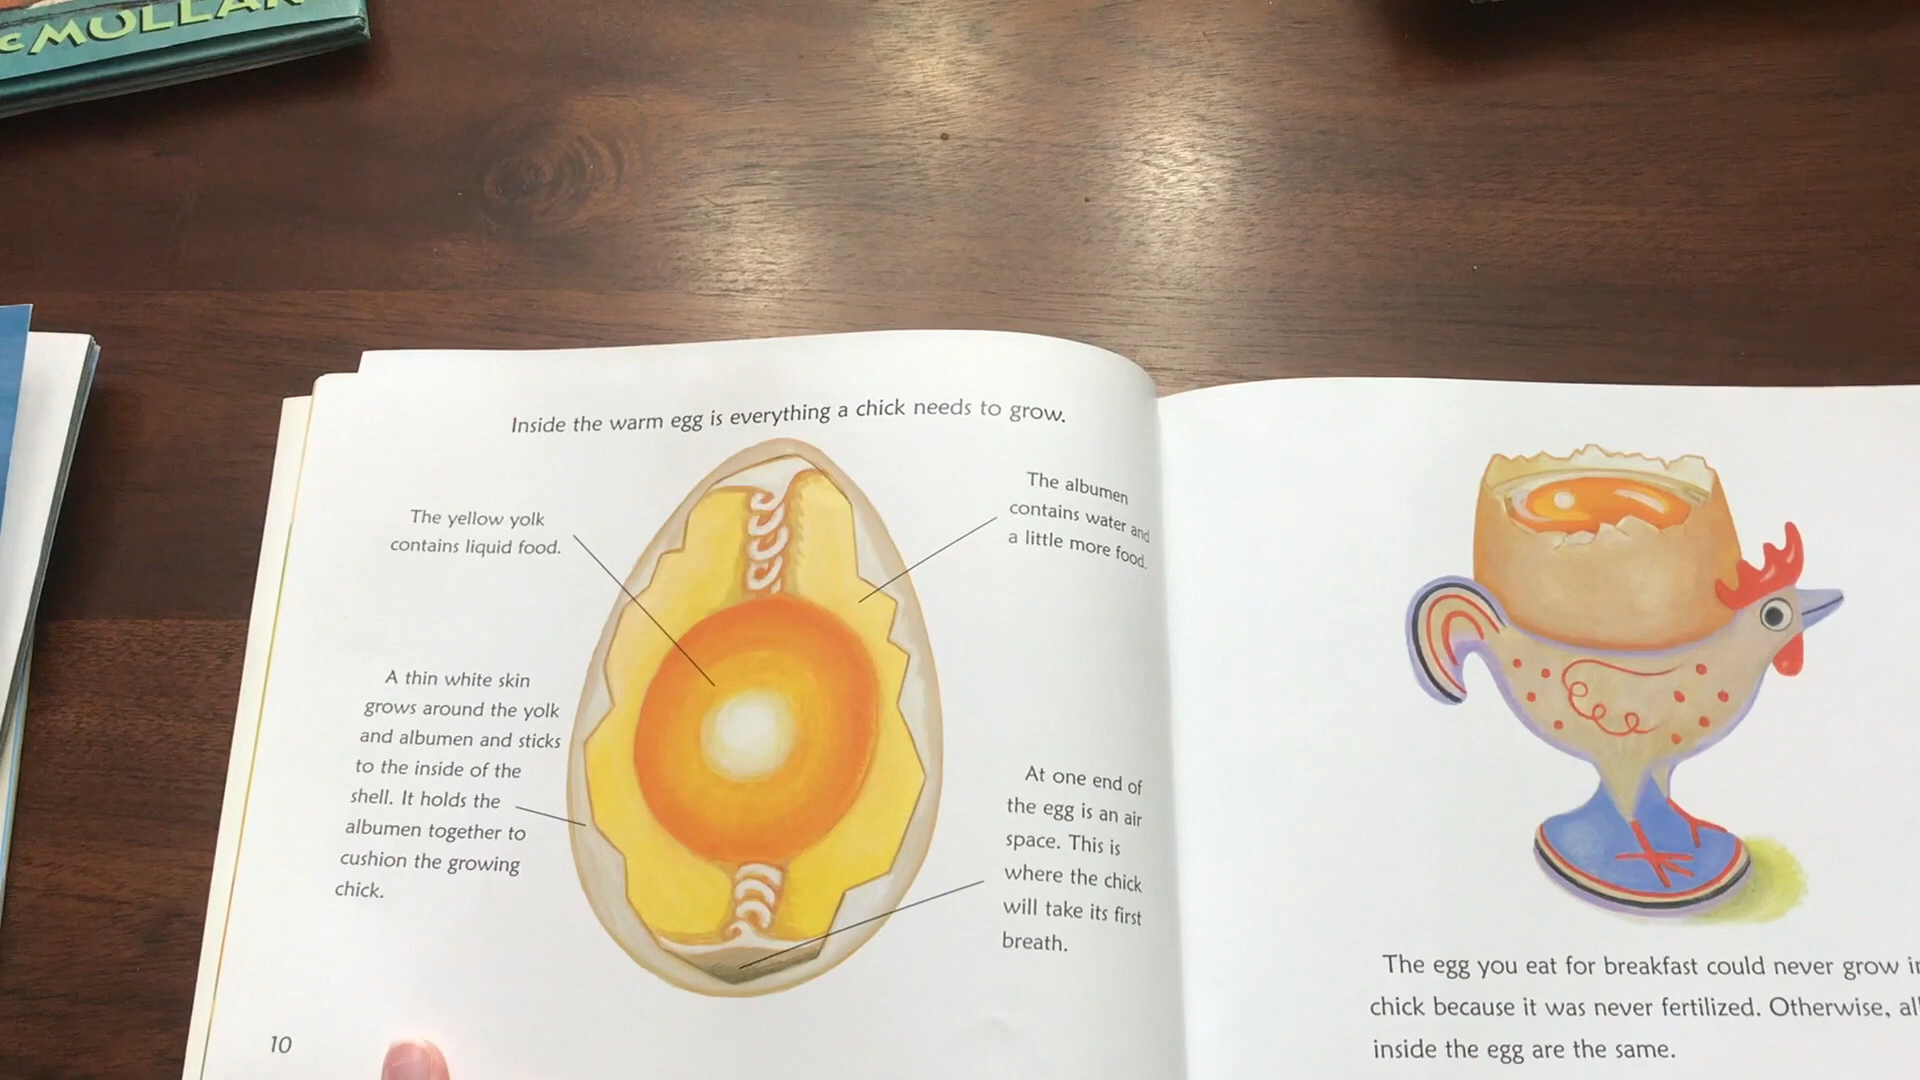 McMULLAN
Inside the warm egg is everything a chick needs to grow.
The yellow yolk
contains liquid food.
The albumen
contains water and
a little more food.
A thin white skin
grows around the yolk
and albumen and sticks
to the inside of the
shell. It holds the
albumen together to
cushion the growing
chick.
At one end of
the egg is an air
space. This is
where the chick
will take its first
breath.
10
The egg you eat for breakfast could never grow
chick because it was never fertilized. Otherwise,
inside the egg are the same.